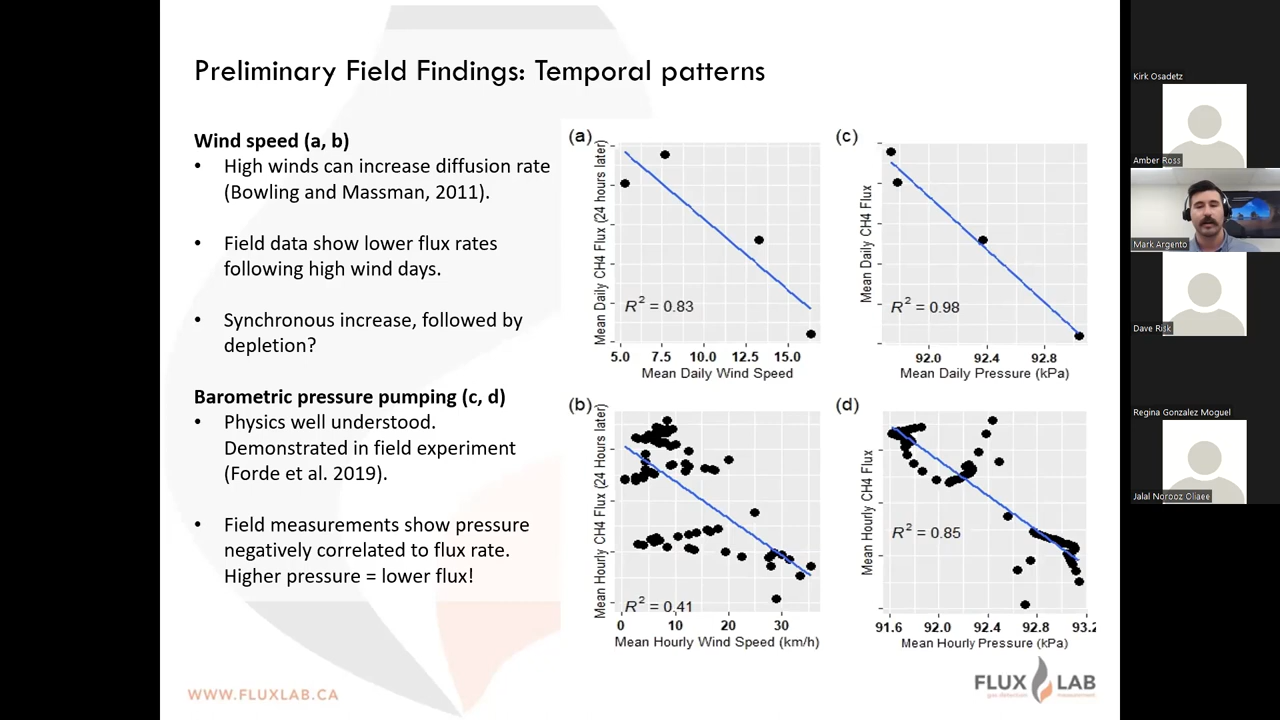 Preliminary Field Findings: Temporal patterns
Wind speed (a, b)
• High winds can increase diffusion rate
(Bowling and Massman, 2011).
• Field data show lower flux rates
following high wind days.
• Synchronous increase, followed by
depletion?
Barometric pressure pumping (c, d)
• Physics well understood.
Demonstrated in field experiment
(Forde et al. 2019).
• Field measurements show pressure
negatively correlated to flux rate.
Higher pressure = lower flux!
(a)
Mean Daily CH4 Flux (24 hours later)
R² = 0.83
5.0 7.5 10.0 12.5 15.0
Mean Daily Wind Speed
(c)
Mean Daily CH4 Flux
R² = 0.98
92.0 92.4 92.8
Mean Daily Pressure (kPa)
(b)
Mean Hourly CH4 Flux (24 Hours later)
R² = 0.41
0 10 20 30
Mean Hourly Wind Speed (km/h)
(d)
Mean Hourly CH4 Flux
R² = 0.85
91.6 92.0 92.4 92.8 93.2
Mean Hourly Pressure (kPa)
WWW.FLUXLAB.CA
FLUX LAB
gas detection measurement
Kirk Osadetz
Amber Ross
Mark Argento
Dave Risk
Regina Gonzalez Moguel
Jalal Norooz Oliaee